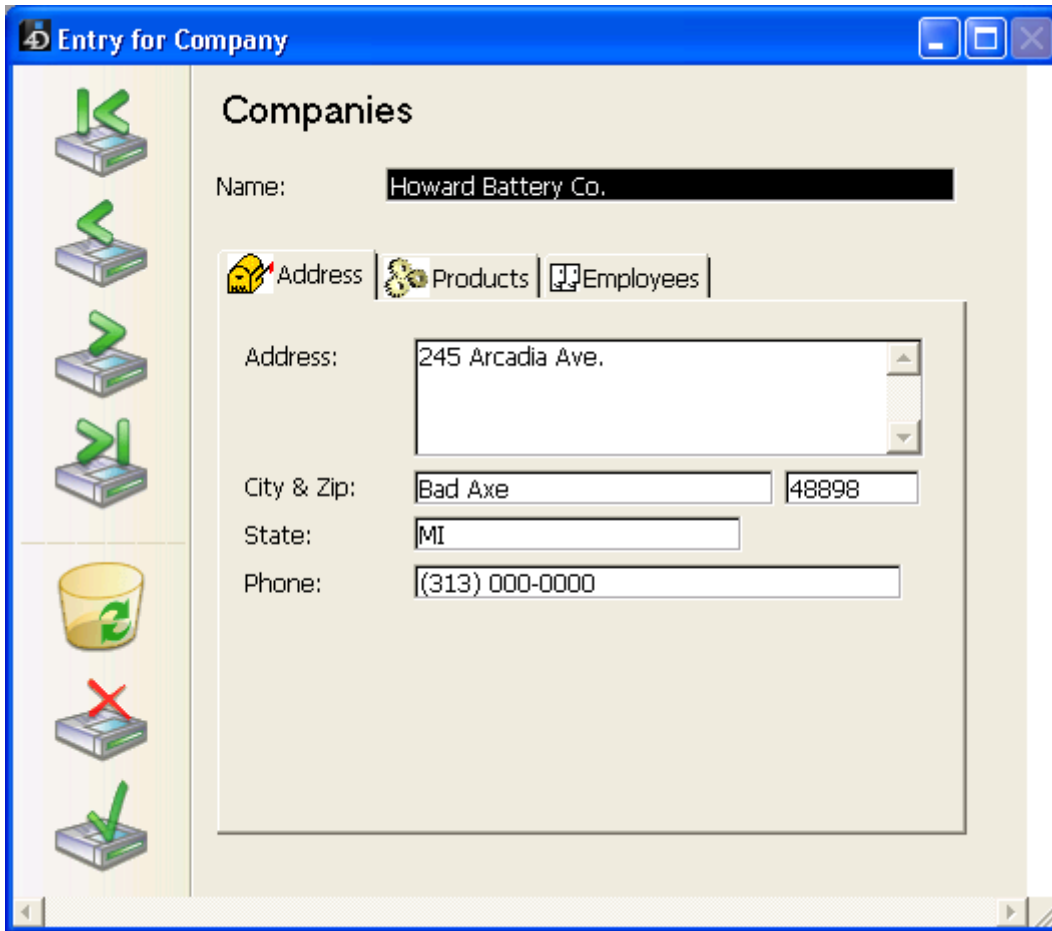 4D Entry for Company
Companies
Name: Howard Battery Co.
Address Products Employees
Address: 245 Arcadia Ave.
City & Zip: Bad Axe 48898
State: MI
Phone: (313) 000-0000